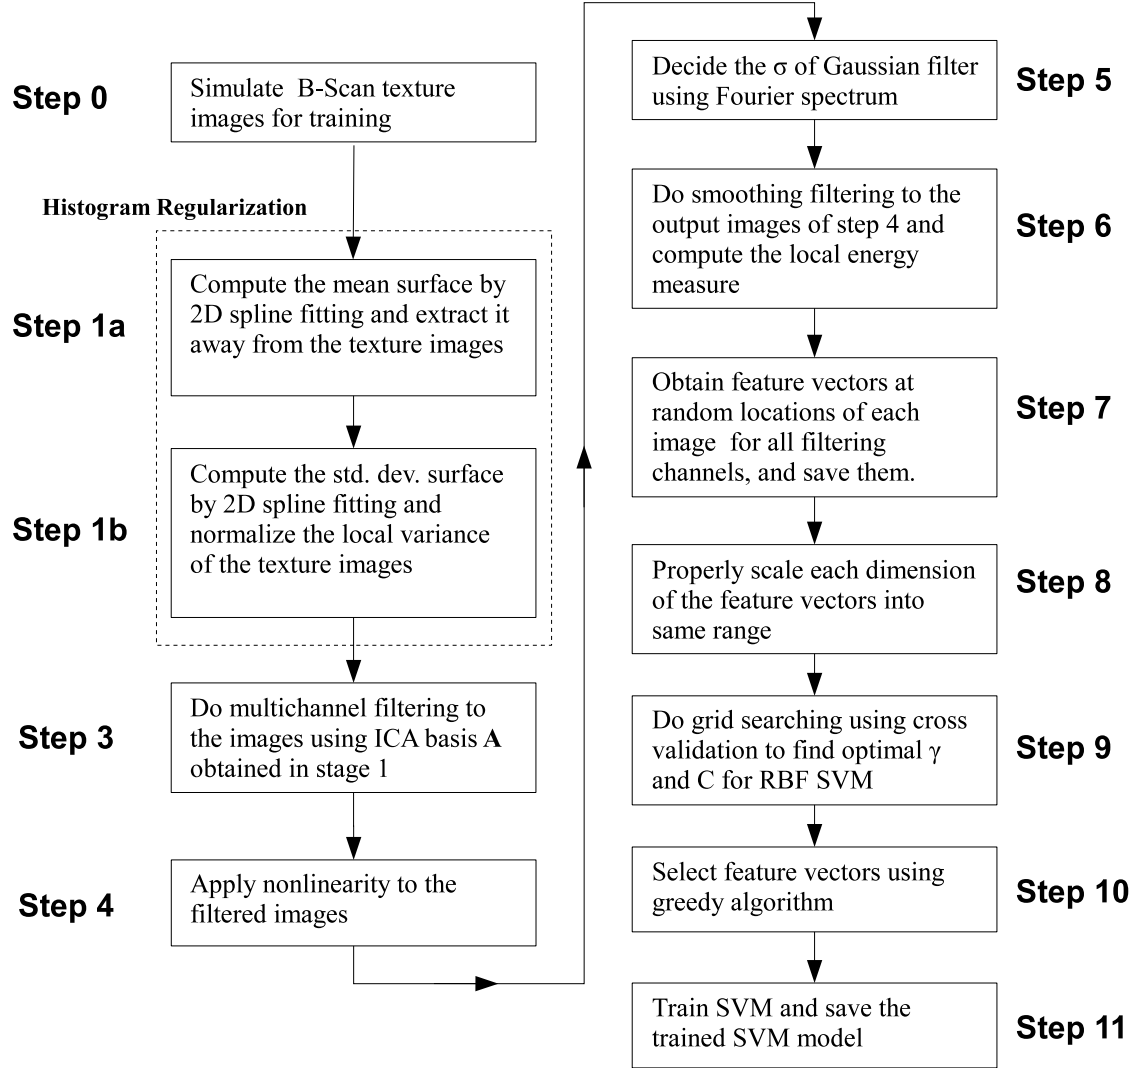 Step 0
Simulate B-Scan texture
images for training
Histogram Regularization
Step 1a
Compute the mean surface by
2D spline fitting and extract it
away from the texture images
Step 1b
Compute the std. dev. surface
by 2D spline fitting and
normalize the local variance
of the texture images
Step 3
Do multichannel filtering to
the images using ICA basis A
obtained in stage 1
Step 4
Apply nonlinearity to the
filtered images
Decide the σ of Gaussian filter
using Fourier spectrum
Step 5
Do smoothing filtering to the
output images of step 4 and
compute the local energy
measure
Step 6
Obtain feature vectors at
random locations of each
image for all filtering
channels, and save them.
Step 7
Properly scale each dimension
of the feature vectors into
same range
Step 8
Do grid searching using cross
validation to find optimal γ
and C for RBF SVM
Step 9
Select feature vectors using
greedy algorithm
Step 10
Train SVM and save the
trained SVM model
Step 11